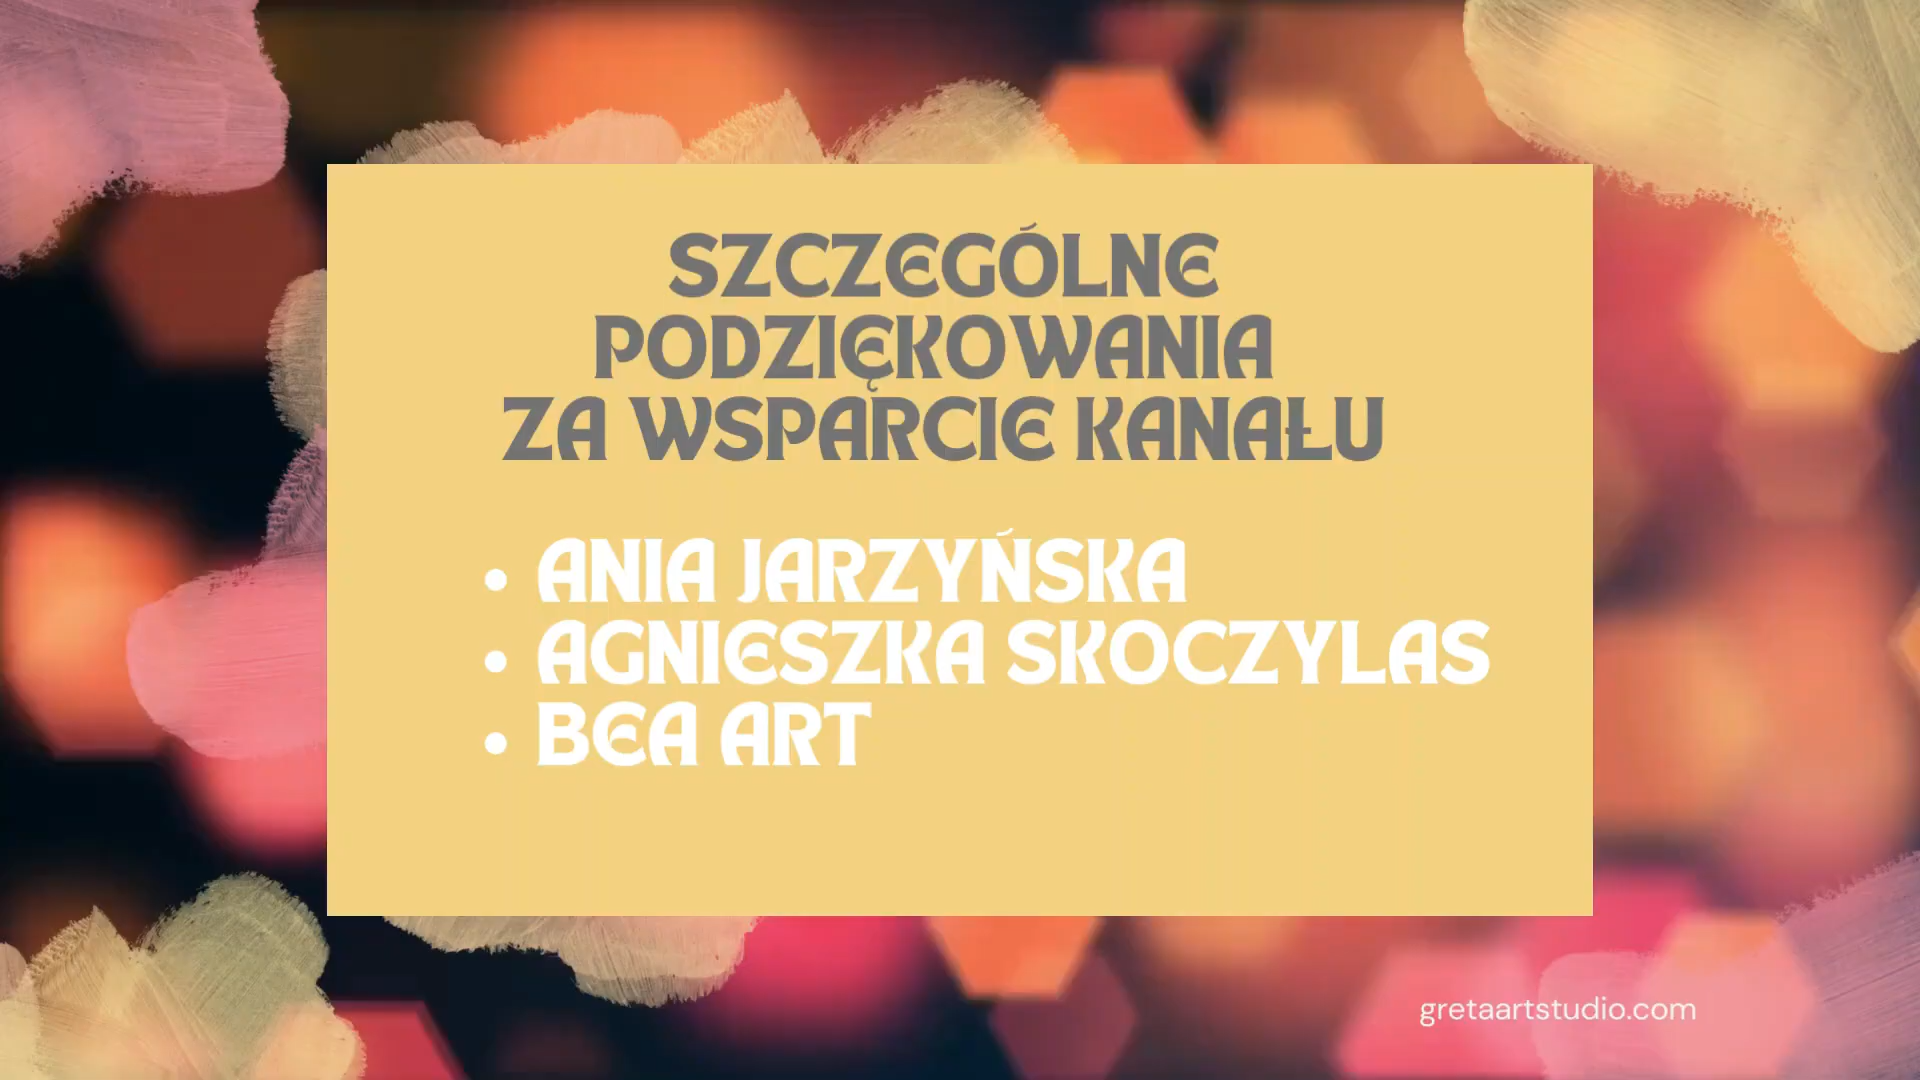 SZCZEGÓLNE
PODZIĘKOWANIA
ZA WSPARCIE KANAŁU
• ANIA JARZYŃSKA
• AGNIESZKA SKOCZYLAS
• BEA ART
gretaartstudio.com